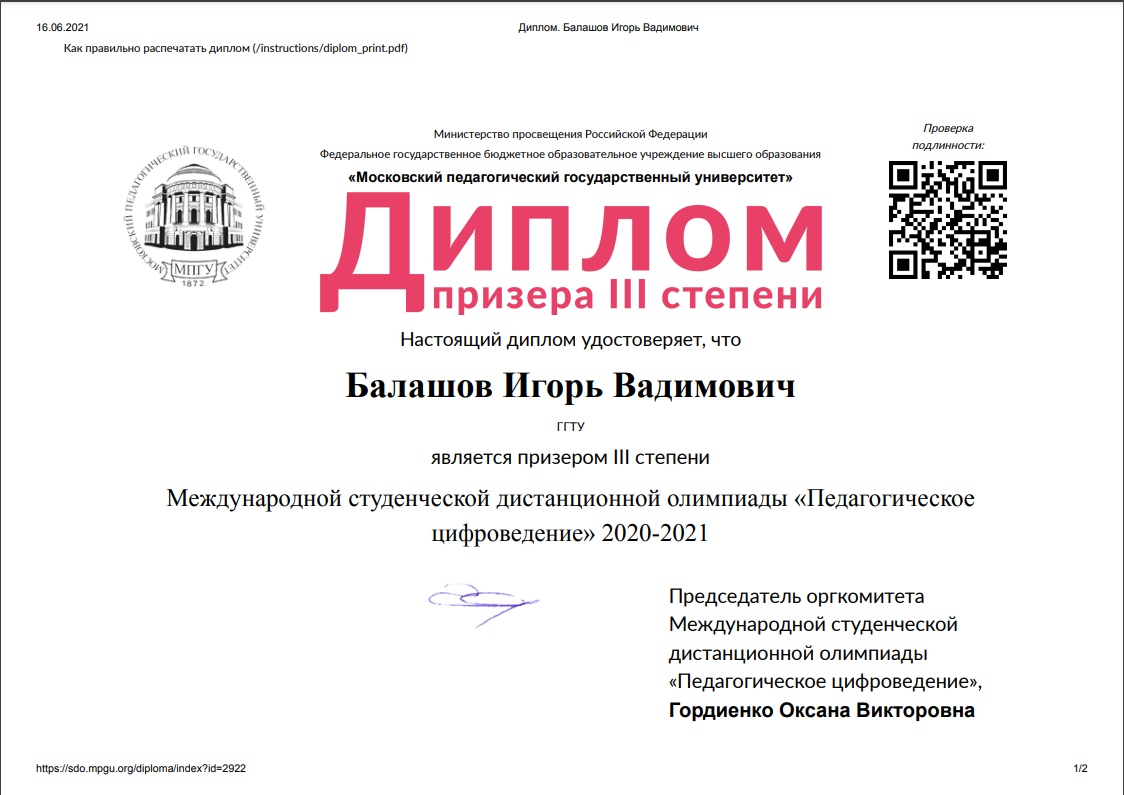 16.06.2021
Диплом. Балашов Игорь Вадимович
Как правильно распечатать диплом (/instructions/diplom_print.pdf)
Министерство просвещения Российской Федерации
Федеральное государственное бюджетное образовательное учреждение высшего образования
«Московский педагогический государственный университет»
Проверка
подлинности:
МОСКОВСКИЙ ПЕДАГОГИЧЕСКИЙ ГОСУДАРСТВЕННЫЙ УНИВЕРСИТЕТ
МПГУ
1872
Диплом
призера III степени
Настоящий диплом удостоверяет, что
Балашов Игорь Вадимович
ГГТУ
является призером III степени
Международной студенческой дистанционной олимпиады «Педагогическое
цифроведение» 2020-2021
Председатель оргкомитета
Международной студенческой
дистанционной олимпиады
«Педагогическое цифроведение»,
Гордиенко Оксана Викторовна
https://sdo.mpgu.org/diploma/index?id=2922
1/2